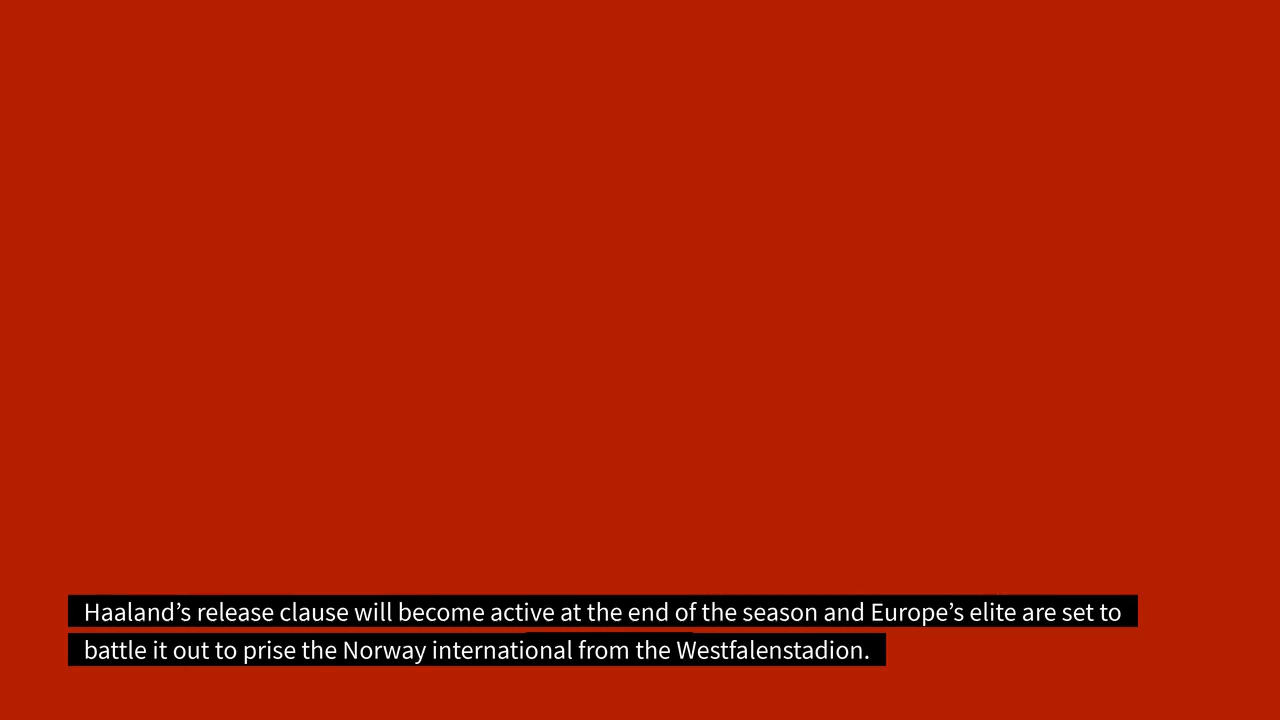 Haaland’s release clause will become active at the end of the season and Europe’s elite are set to
battle it out to prise the Norway international from the Westfalenstadion.